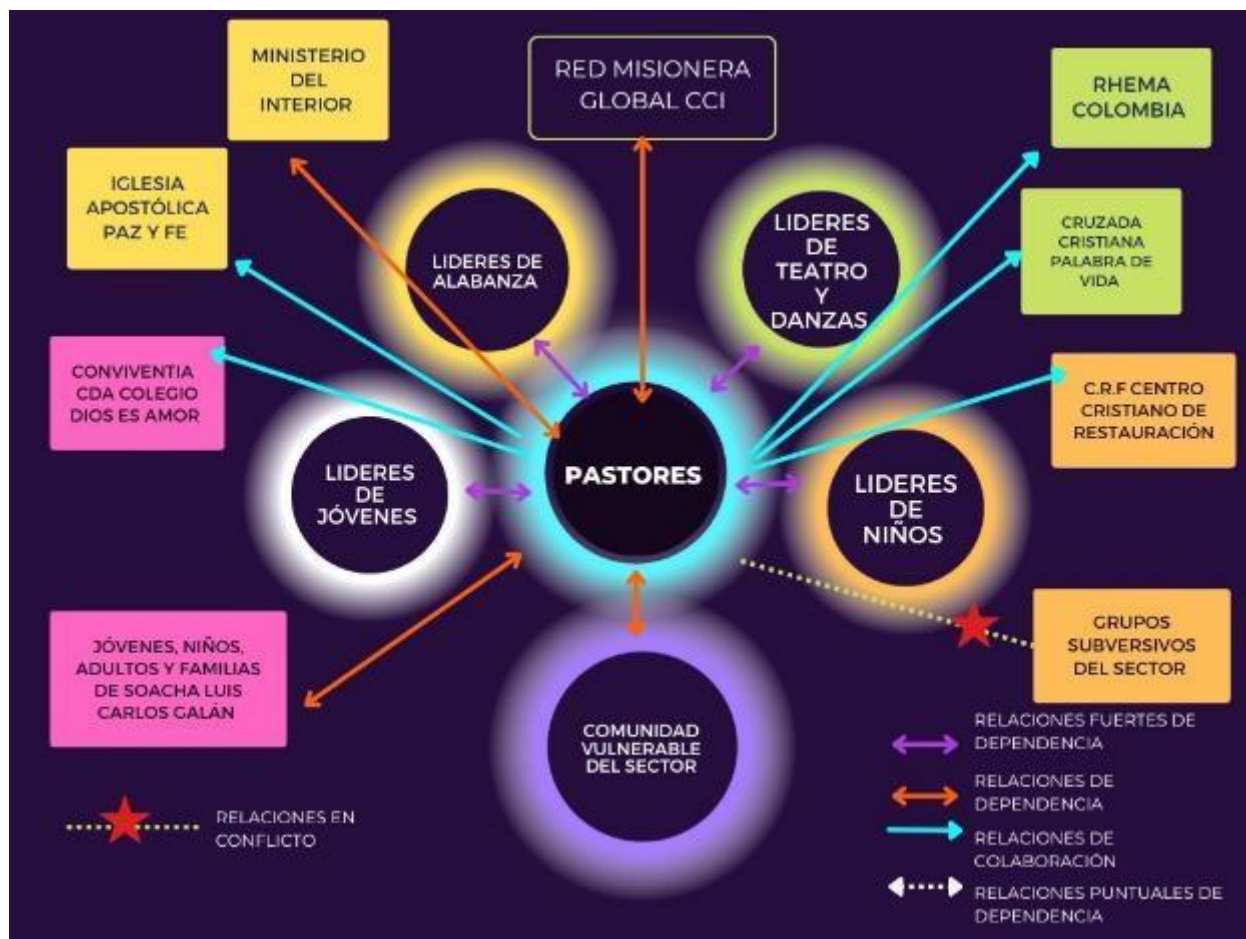 MINISTERIO
DEL
INTERIOR
RED MISIONERA
GLOBAL CCI
RHEMA
COLOMBIA
IGLESIA
APOSTÓLICA
PAZ Y FE
LIDERES DE
ALABANZA
LIDERES
DE
TEATRO
Y
DANZAS
CRUZADA
CRISTIANA
PALABRA DE
VIDA
CONVIVENTIA
CDA COLEGIO
DIOS ES AMOR
LIDERES
DE
JÓVENES
PASTORES
LIDERES
DE
NIÑOS
C.R.F CENTRO
CRISTIANO DE
RESTAURACIÓN
JÓVENES, NIÑOS,
ADULTOS Y FAMILIAS
DE SOACHA LUIS
CARLOS GALÁN
COMUNIDAD
VULNERABLE
DEL SECTOR
GRUPOS
SUBVERSIVOS
DEL SECTOR
RELACIONES EN
CONFLICTO
RELACIONES FUERTES DE
DEPENDENCIA
RELACIONES DE
DEPENDENCIA
RELACIONES DE
COLABORACIÓN
RELACIONES PUNTUALES DE
DEPENDENCIA